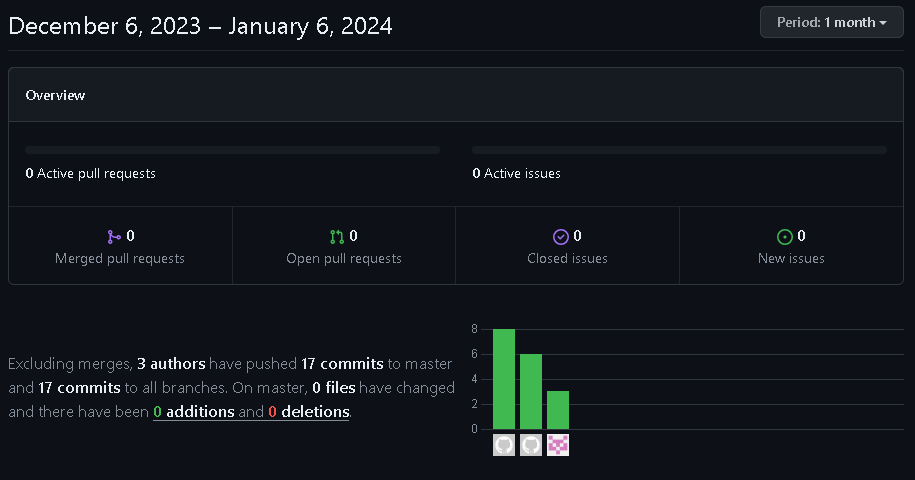 December 6, 2023 – January 6, 2024
Period: 1 month
Overview
0 Active pull requests
0 Active issues
0
Merged pull requests
0
Open pull requests
0
Closed issues
0
New issues
Excluding merges, 3 authors have pushed 17 commits to master
and 17 commits to all branches. On master, 0 files have changed
and there have been 0 additions and 0 deletions.
8
6
4
2
0